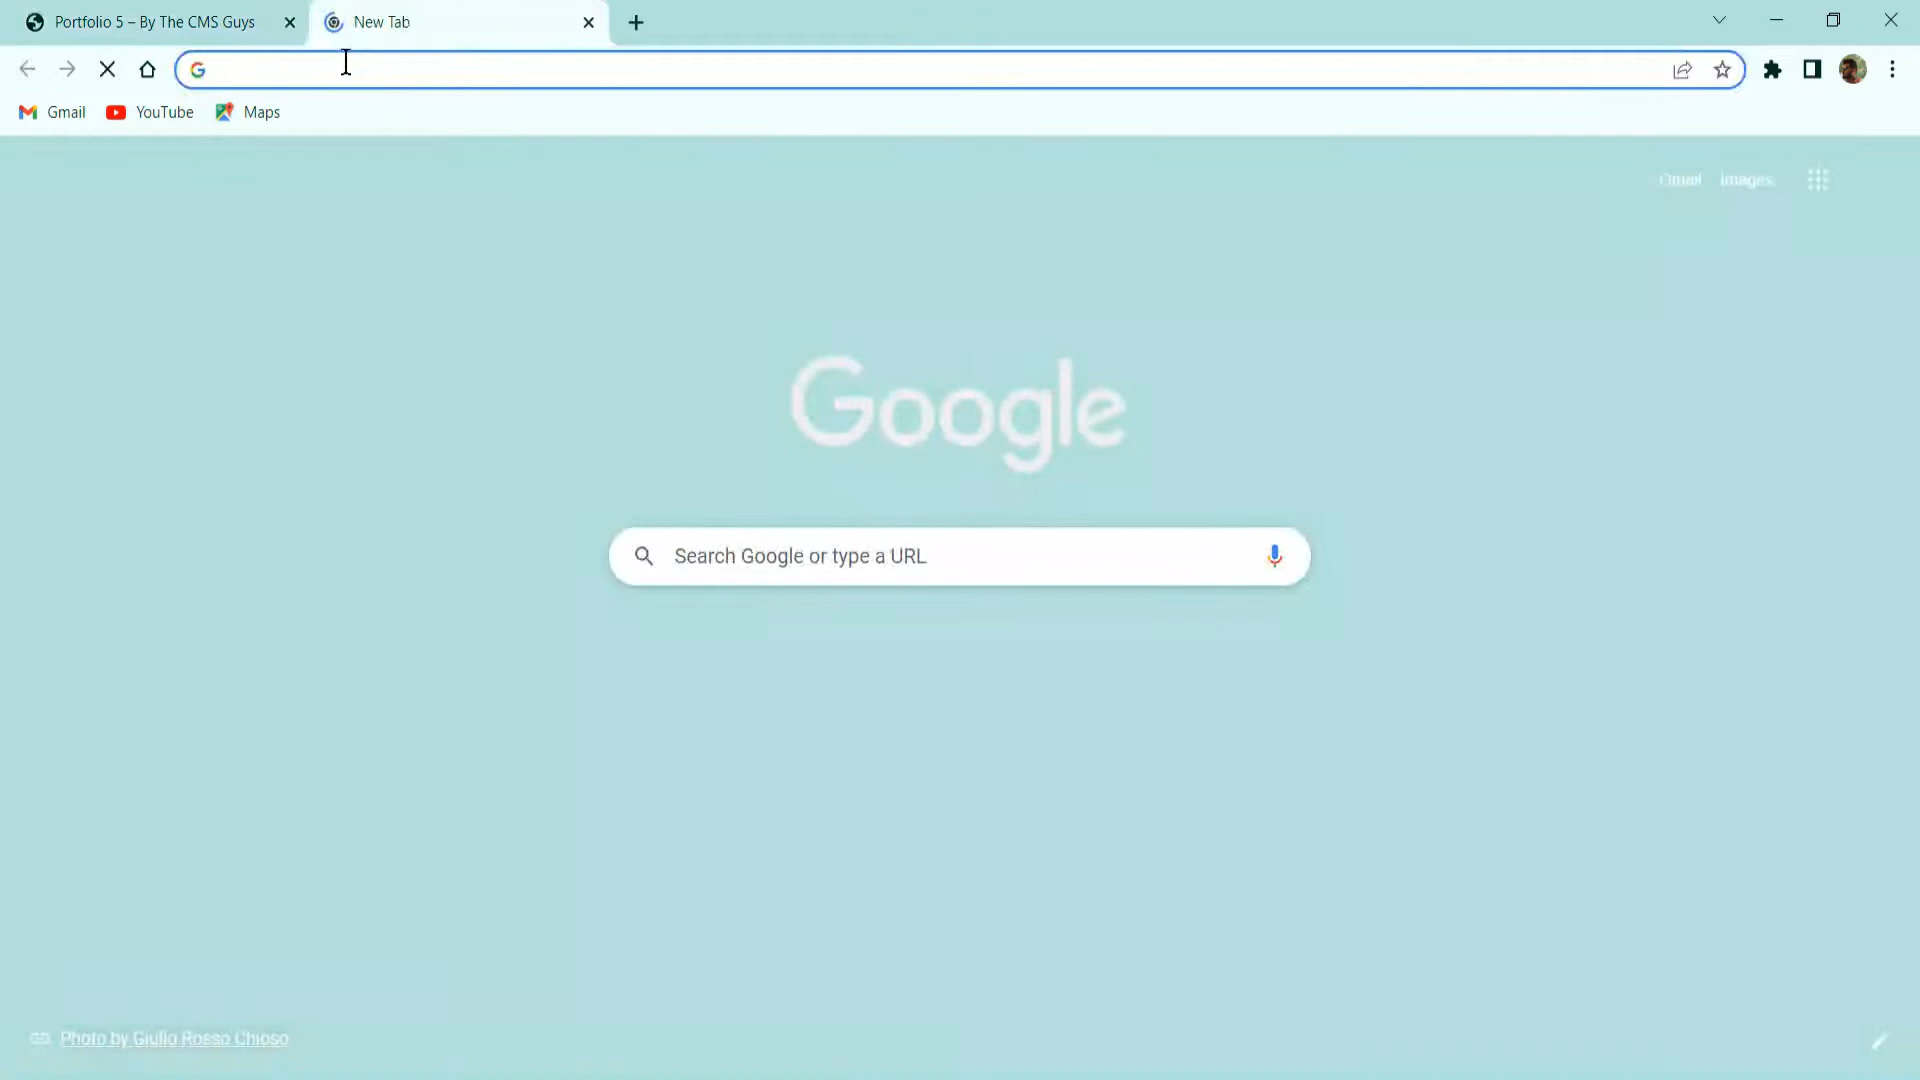 Portfolio 5 – By The CMS Guys
New Tab
Gmail
YouTube
Maps
Gmail
Images
Google
Search Google or type a URL
Photo by Giulio Rosso Chioso